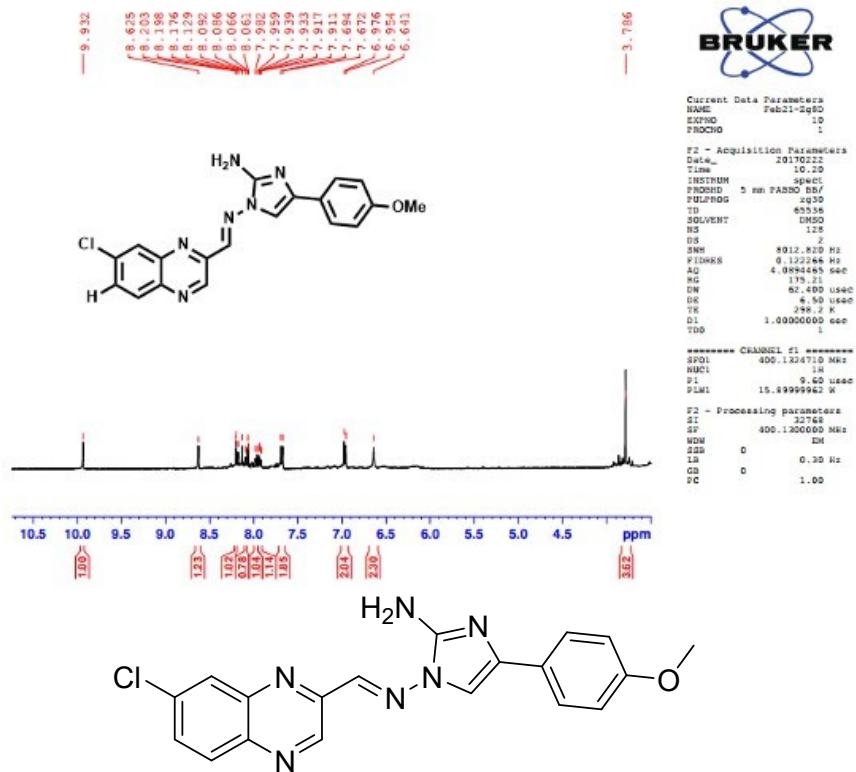 9.932
8.625
8.203
8.198
8.176
8.129
8.092
8.086
8.066
8.061
7.982
7.959
7.939
7.933
7.917
7.911
7.694
7.672
6.976
6.954
6.641
3.786
BRUKER
Current Data Parameters
NAME Feb21-ZgHD
EXPNO 10
PROCNO 1
F2 - Acquisition Parameters
Date_ 20170222
Time 10.20
INSTRUM spect
PROBHD 5 mm PABBO BB/
PULPROG zg30
TD 65536
SOLVENT DMSO
NS 128
DS 2
SWH 8012.820 Hz
FIDRES 0.122266 Hz
AQ 4.0894465 sec
RG 175.21
DW 62.400 usec
DE 6.50 usec
TE 298.2 K
D1 1.00000000 sec
TD0 1
======== CHANNEL f1 ========
SFO1 400.1324710 MHz
NUC1 1H
P1 9.60 usec
PLW1 15.89999962 W
F2 - Processing parameters
SI 32768
SF 400.1300000 MHz
WDW EM
SSB 0
LB 0.30 Hz
GB 0
PC 1.00
H2N
N
N
OMe
N
Cl
N
H
N
10.5 10.0 9.5 9.0 8.5 8.0 7.5 7.0 6.5 6.0 5.5 5.0 4.5 ppm
1.00
1.23
1.02
0.78
1.04
1.14
1.85
2.04
2.30
3.62
H2N
N
N
N
O
Cl
N
N